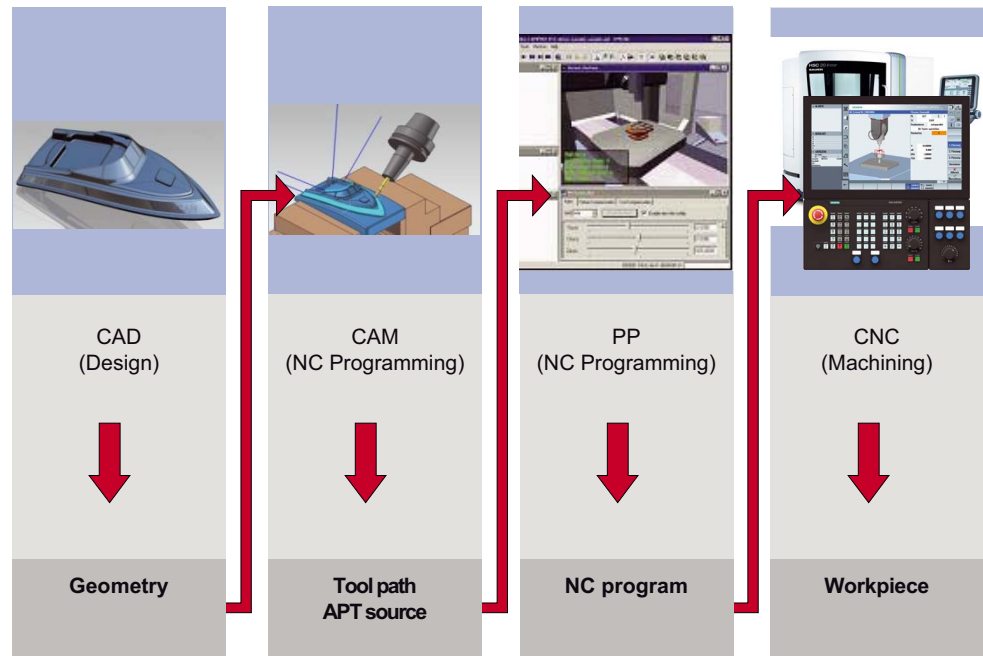 CAD
(Design)
Geometry
CAM
(NC Programming)
Tool path
APT source
PP
(NC Programming)
NC program
CNC
(Machining)
Workpiece